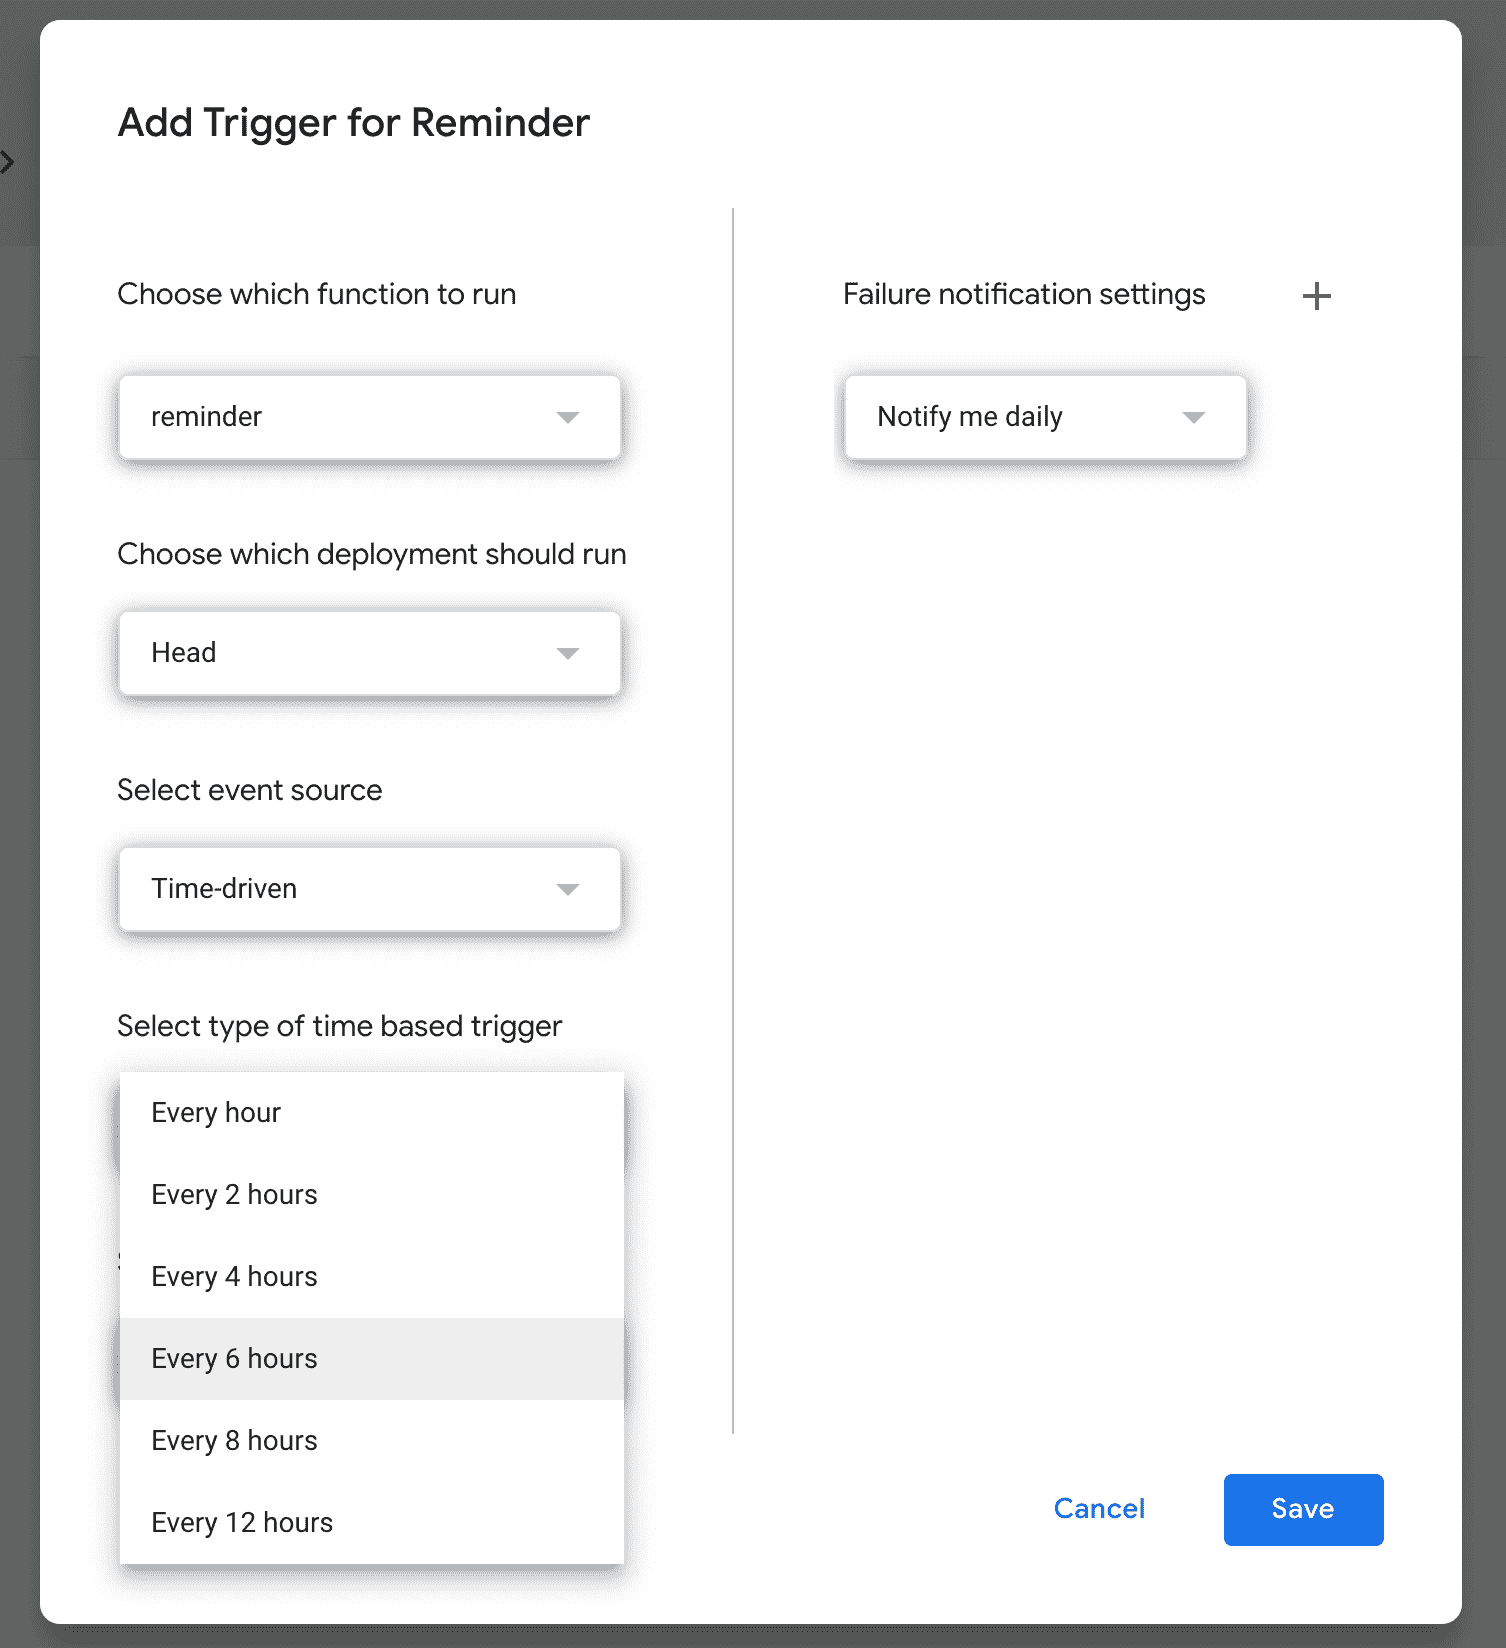 Add Trigger for Reminder
Choose which function to run
reminder
Choose which deployment should run
Head
Select event source
Time-driven
Select type of time based trigger
Every hour
Every 2 hours
Every 4 hours
Every 6 hours
Every 8 hours
Every 12 hours
Failure notification settings
Notify me daily
Cancel
Save